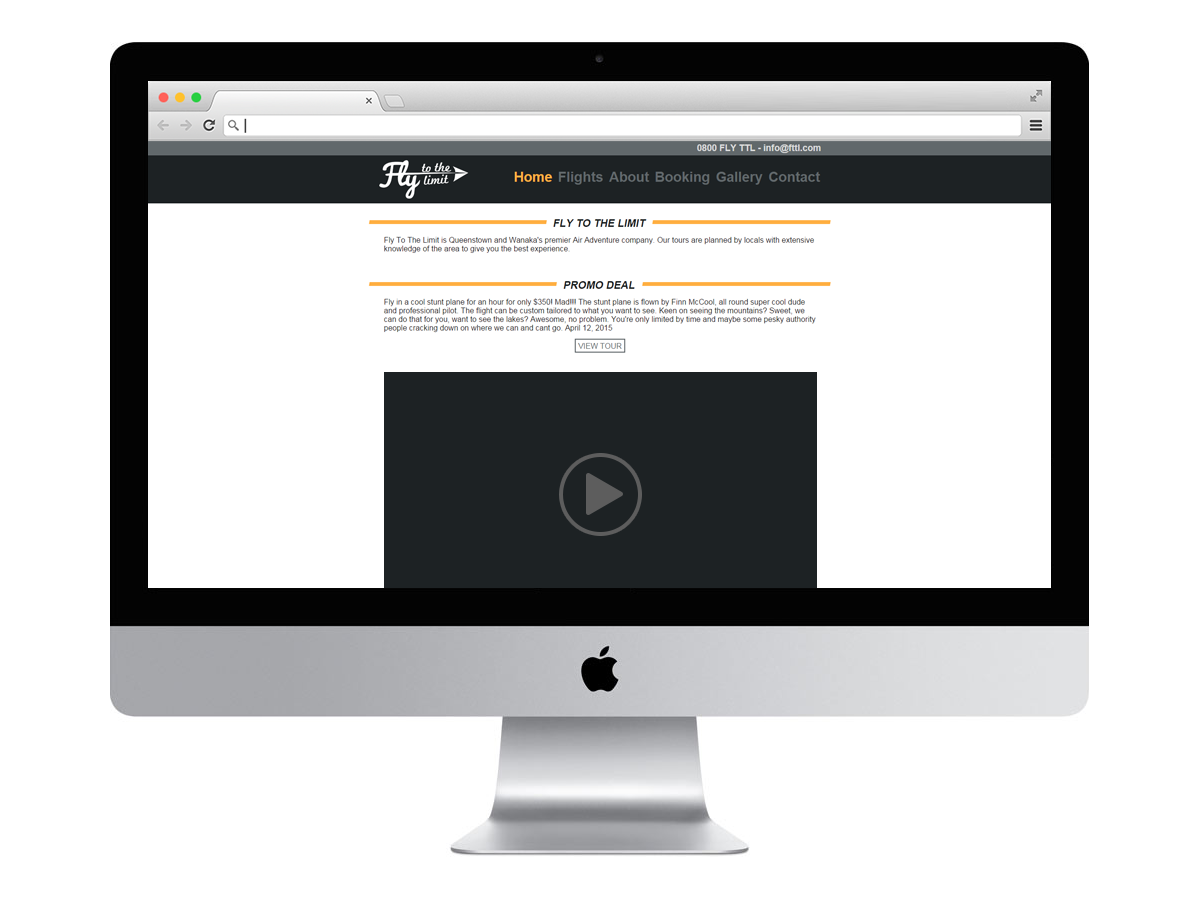 0800 FLY TTL - info@fttl.com
Fly to the limit
Home Flights About Booking Gallery Contact
FLY TO THE LIMIT
Fly To The Limit is Queenstown and Wanaka's premier Air Adventure company. Our tours are planned by locals with extensive
knowledge of the area to give you the best experience.
PROMO DEAL
Fly in a cool stunt plane for an hour for only $350! Mad!!!! The stunt plane is flown by Finn McCool, all round super cool dude
and professional pilot. The flight can be custom tailored to what you want to see. Keen on seeing the mountains? Sweet, we
can do that for you, want to see the lakes? Awesome, no problem. You're only limited by time and maybe some pesky authority
people cracking down on where we can and cant go. April 12, 2015
VIEW TOUR